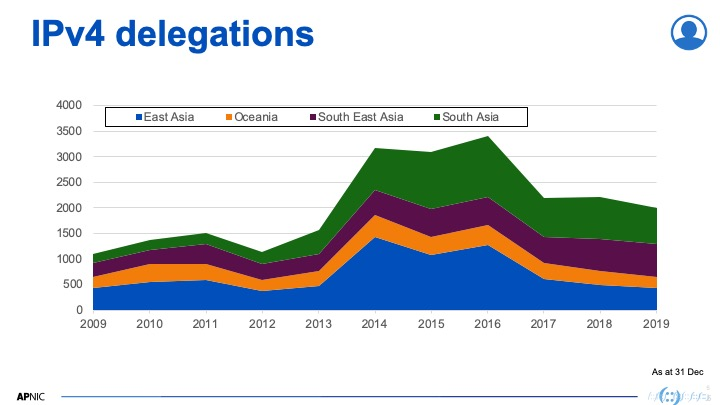 IPv4 delegations
4000
3500
3000
2500
2000
1500
1000
500
0
East Asia
Oceania
South East Asia
South Asia
2009 2010 2011 2012 2013 2014 2015 2016 2017 2018 2019
As at 31 Dec
APNIC